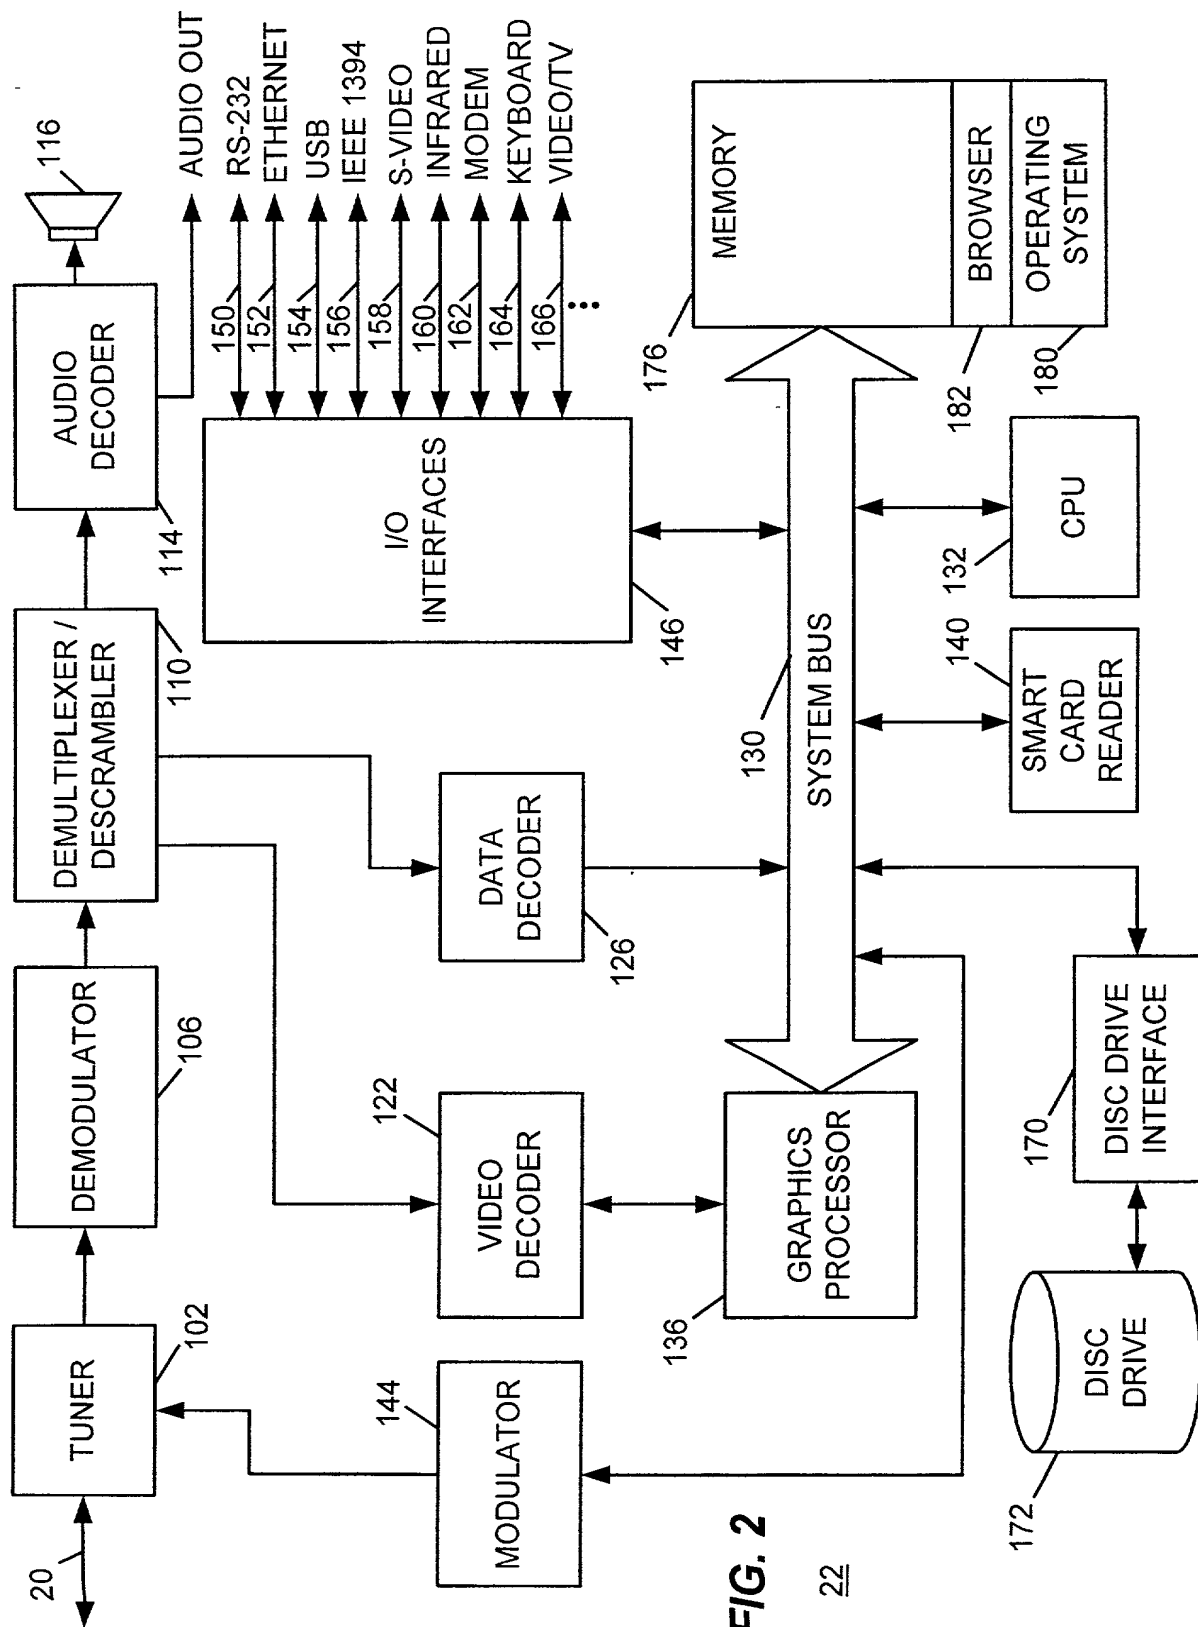 20
TUNER
102
DEMODULATOR
106
DEMULTIPLEXER /
DESCRAMBLER
110
AUDIO
DECODER
114
116
AUDIO OUT
RS-232
ETHERNET
USB
IEEE 1394
S-VIDEO
INFRARED
MODEM
KEYBOARD
VIDEO/TV
150
152
154
156
158
160
162
164
166
I/O
INTERFACES
146
MODULATOR
144
VIDEO
DECODER
122
DATA
DECODER
126
GRAPHICS
PROCESSOR
136
SYSTEM BUS
130
MEMORY
176
BROWSER
182
OPERATING
SYSTEM
180
CPU
132
SMART
CARD
READER
140
DISC DRIVE
INTERFACE
170
DISC
DRIVE
172
FIG. 2
22